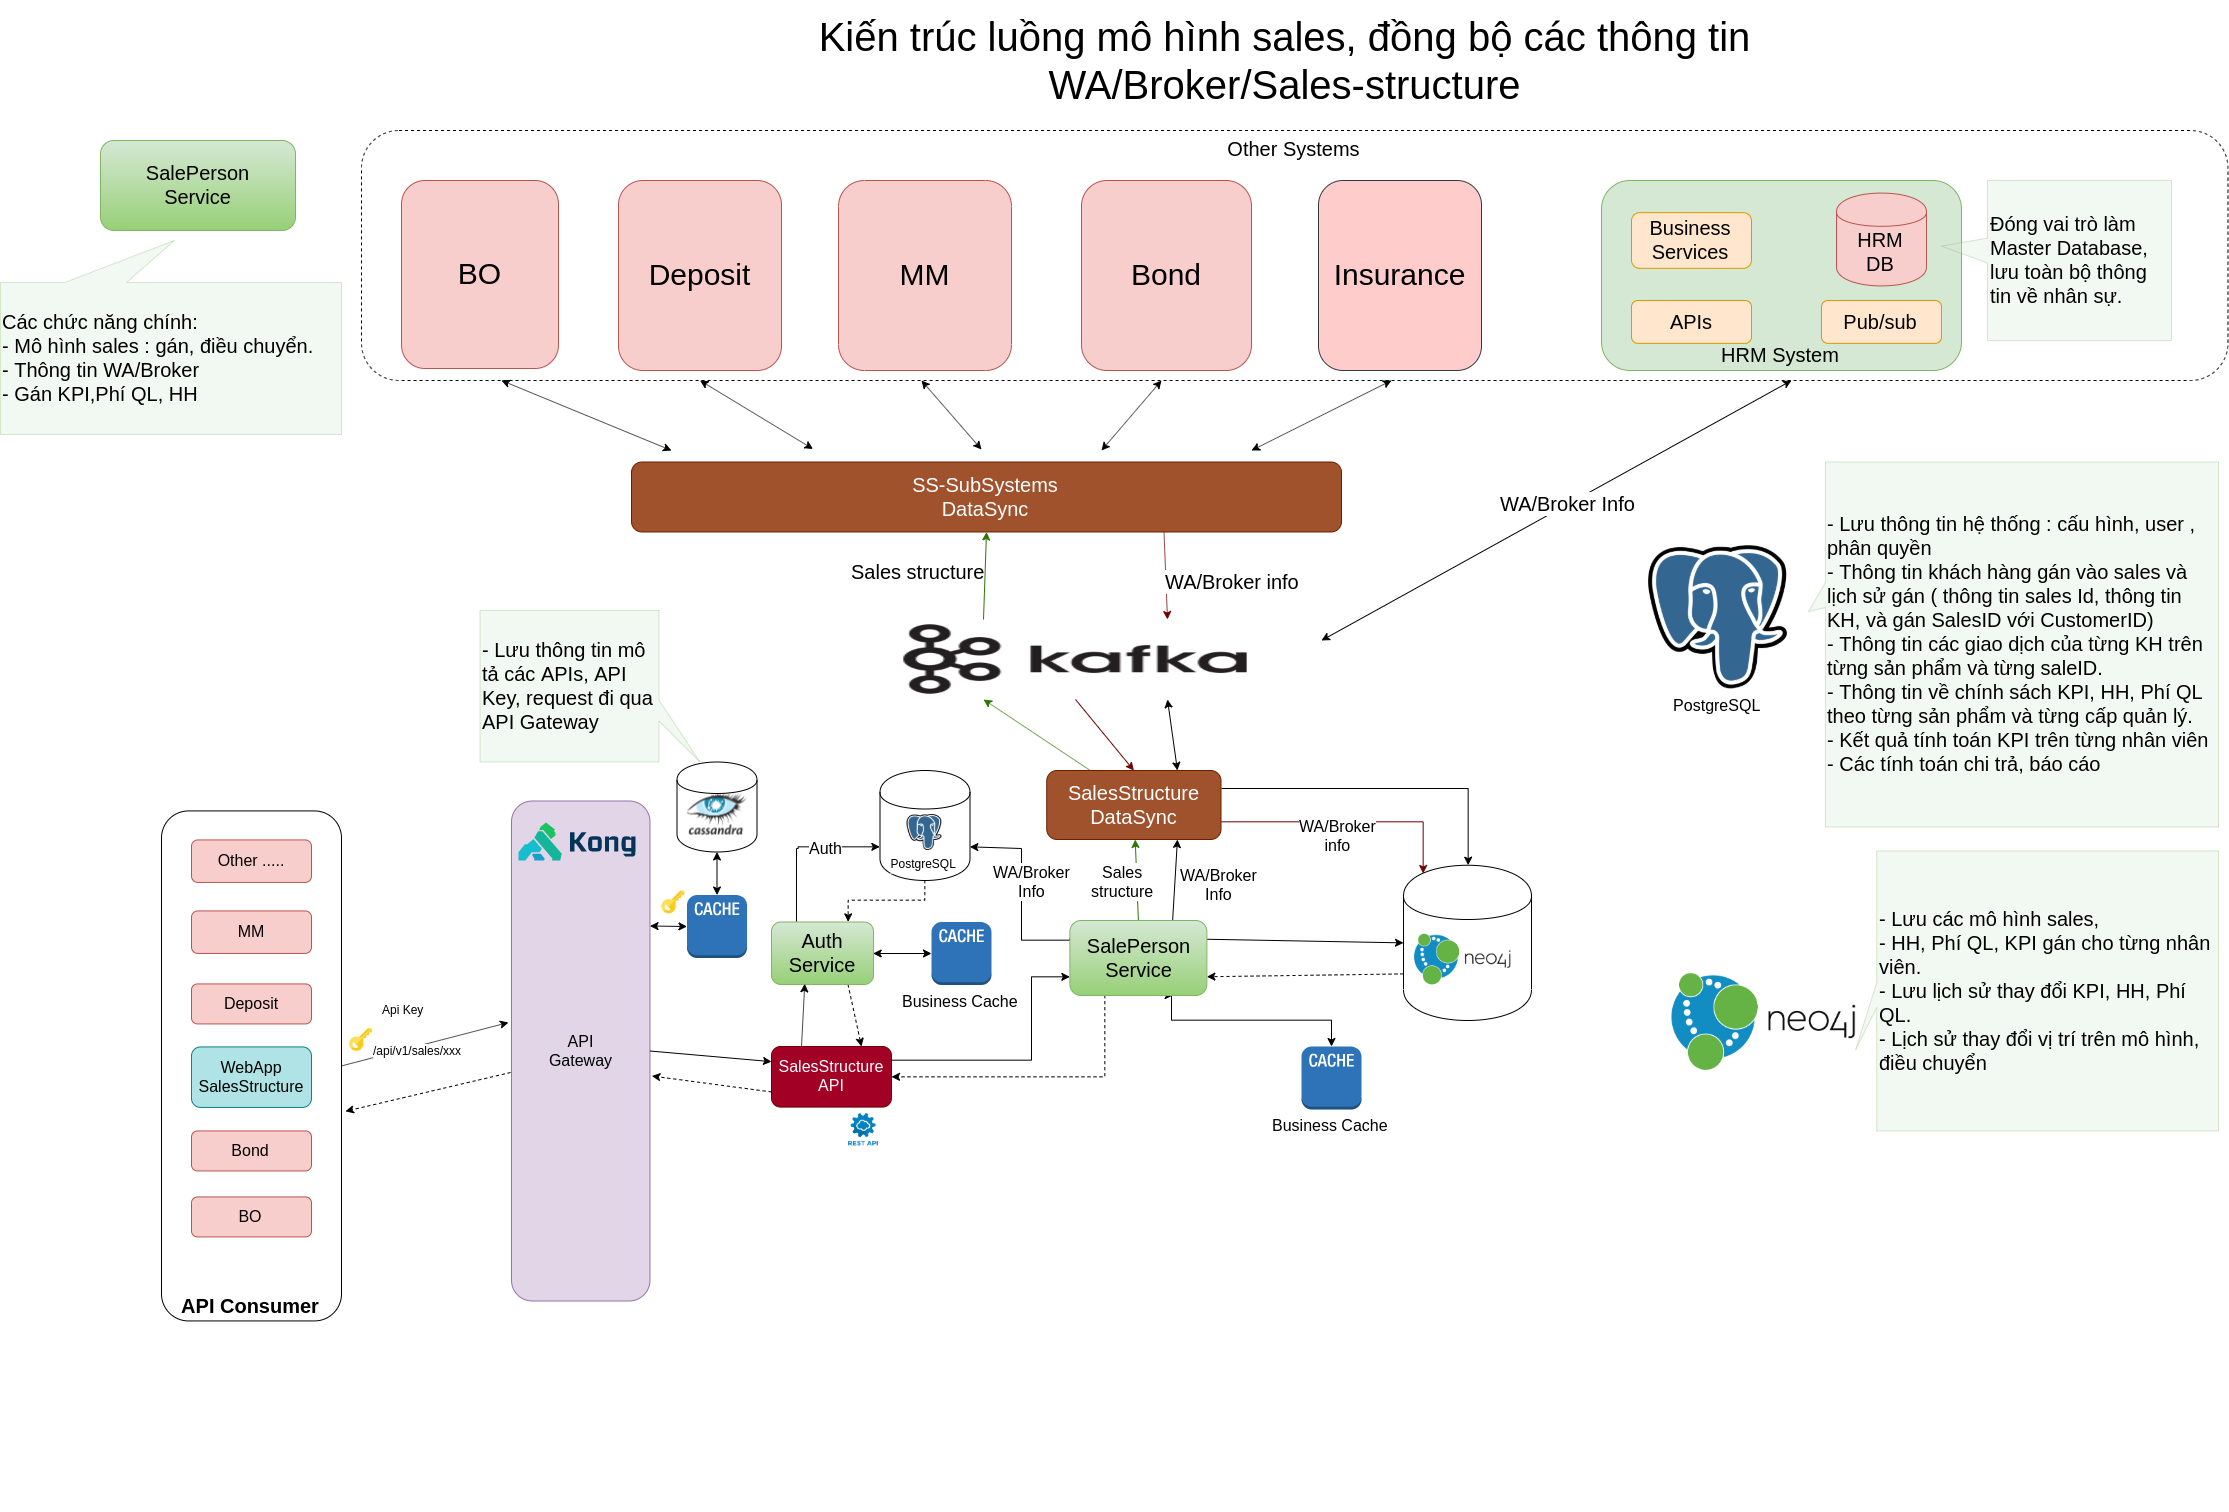 Kiến trúc luồng mô hình sales, đồng bộ các thông tin
WA/Broker/Sales-structure
SalePerson
Service
Các chức năng chính:
- Mô hình sales : gán, điều chuyển.
- Thông tin WA/Broker
- Gán KPI,Phí QL, HH
Other Systems
BO
Deposit
MM
Bond
Insurance
Business
Services
HRM
DB
APIs
Pub/sub
HRM System
Đóng vai trò làm
Master Database,
lưu toàn bộ thông
tin về nhân sự.
SS-SubSystems
DataSync
WA/Broker Info
Sales structure
WA/Broker info
kafka
- Lưu thông tin mô
tả các APIs, API
Key, request đi qua
API Gateway
PostgreSQL
- Lưu thông tin hệ thống : cấu hình, user ,
phân quyền
- Thông tin khách hàng gán vào sales và
lịch sử gán ( thông tin sales Id, thông tin
KH, và gán SalesID với CustomerID)
- Thông tin các giao dịch của từng KH trên
từng sản phẩm và từng saleID.
- Thông tin về chính sách KPI, HH, Phí QL
theo từng sản phẩm và từng cấp quản lý.
- Kết quả tính toán KPI trên từng nhân viên
- Các tính toán chi trả, báo cáo
cassandra
PostgreSQL
SalesStructure
DataSync
Kong
Auth
WA/Broker
Info
Sales
structure
WA/Broker
Info
WA/Broker
info
Other .....
MM
Deposit
WebApp
SalesStructure
Bond
BO
API Consumer
Api Key
/api/v1/sales/xxx
API
Gateway
CACHE
Auth
Service
CACHE
Business Cache
SalePerson
Service
neo4j
SalesStructure
API
REST API
CACHE
Business Cache
neo4j
- Lưu các mô hình sales,
- HH, Phí QL, KPI gán cho từng nhân
viên.
- Lưu lịch sử thay đổi KPI, HH, Phí
QL.
- Lịch sử thay đổi vị trí trên mô hình,
điều chuyển